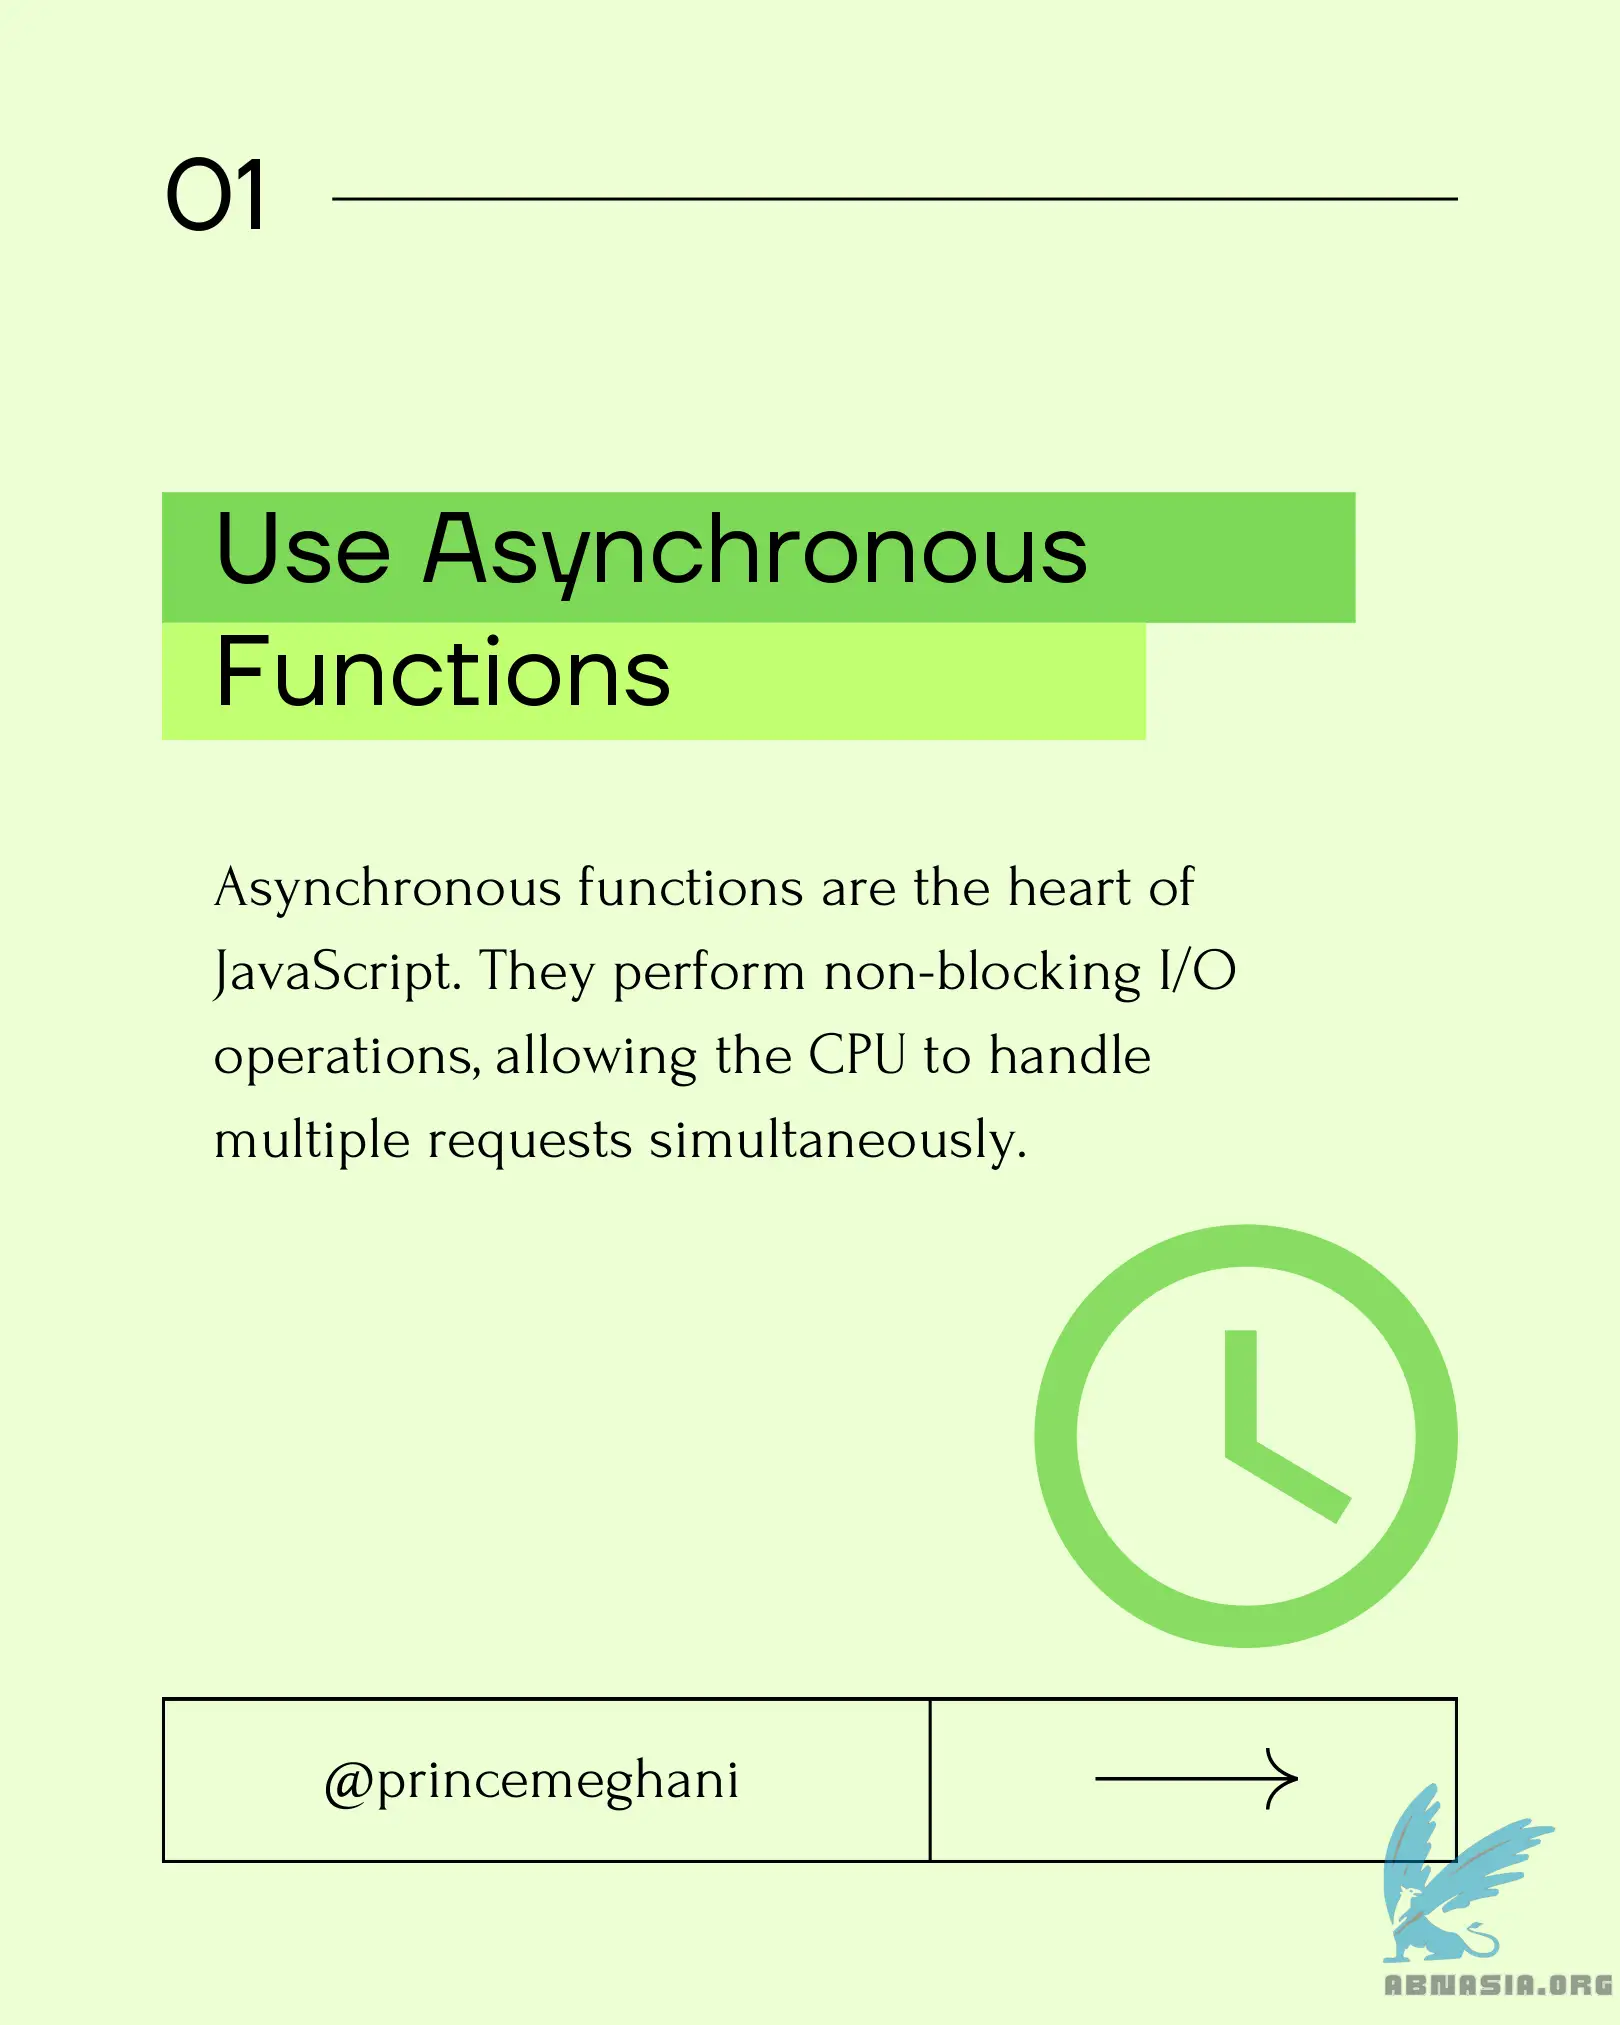 01
Use Asynchronous
Functions
Asynchronous functions are the heart of
JavaScript. They perform non-blocking I/O
operations, allowing the CPU to handle
multiple requests simultaneously.
@princemeghani
ABNASIA.ORG